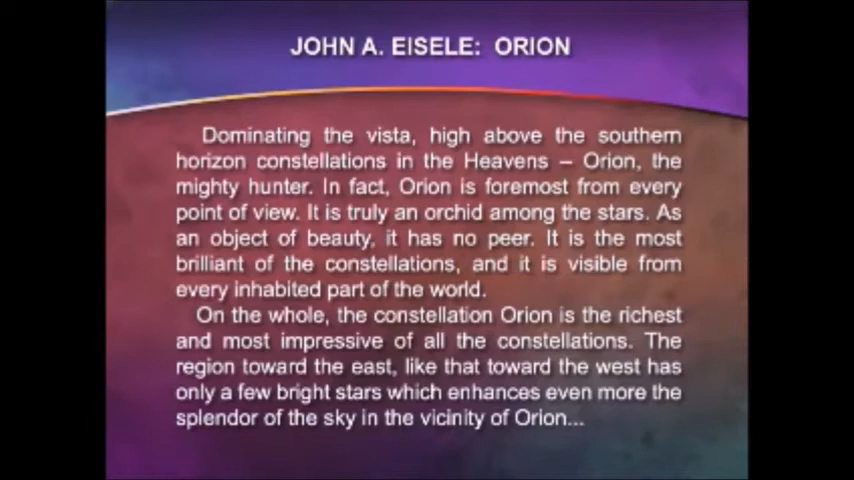 JOHN A. EISELE: ORION
Dominating the vista, high above the southern
horizon constellations in the Heavens – Orion, the
mighty hunter. In fact, Orion is foremost from every
point of view. It is truly an orchid among the stars. As
an object of beauty, it has no peer. It is the most
brilliant of the constellations, and it is visible from
every inhabited part of the world.
On the whole, the constellation Orion is the richest
and most impressive of all the constellations. The
region toward the east, like that toward the west has
only a few bright stars which enhances even more the
splendor of the sky in the vicinity of Orion...